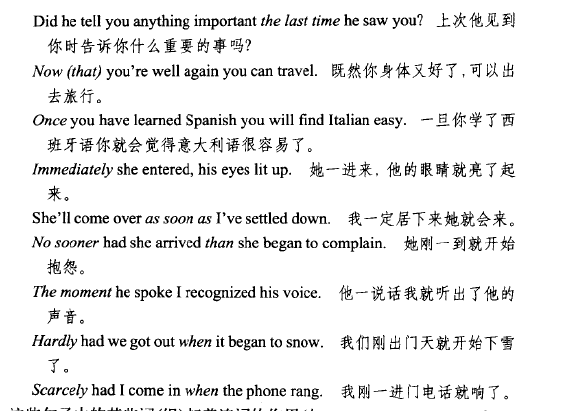 Did he tell you anything important the last time he saw you? 上次他见到
你时告诉你什么重要的事吗？
Now (that) you're well again you can travel. 既然你身体又好了，可以出
去旅行。
Once you have learned Spanish you will find Italian easy. 一旦你学了西
班牙语你就会觉得意大利语很容易了。
Immediately she entered, his eyes lit up. 她一进来，他的眼睛就亮了起
来。
She'll come over as soon as I've settled down. 我一定居下来她就会来。
No sooner had she arrived than she began to complain. 她刚一到就开始
抱怨。
The moment he spoke I recognized his voice. 他一说话我就听出了他的
声音。
Hardly had we got out when it began to snow. 我们刚出门天就开始下雪
了。
Scarcely had I come in when the phone rang. 我刚一进门电话就响了。